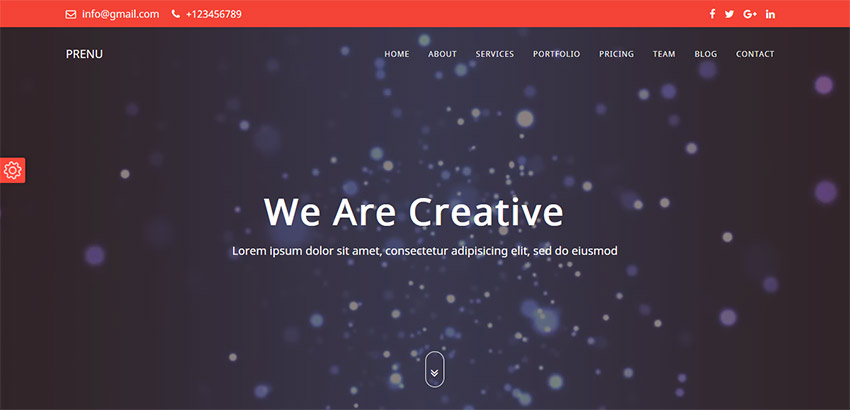 info@gmail.com +123456789
PRENU HOME ABOUT SERVICES PORTFOLIO PRICING TEAM BLOG CONTACT
We Are Creative
Lorem ipsum dolor sit amet, consectetur adipisicing elit, sed do eiusmod